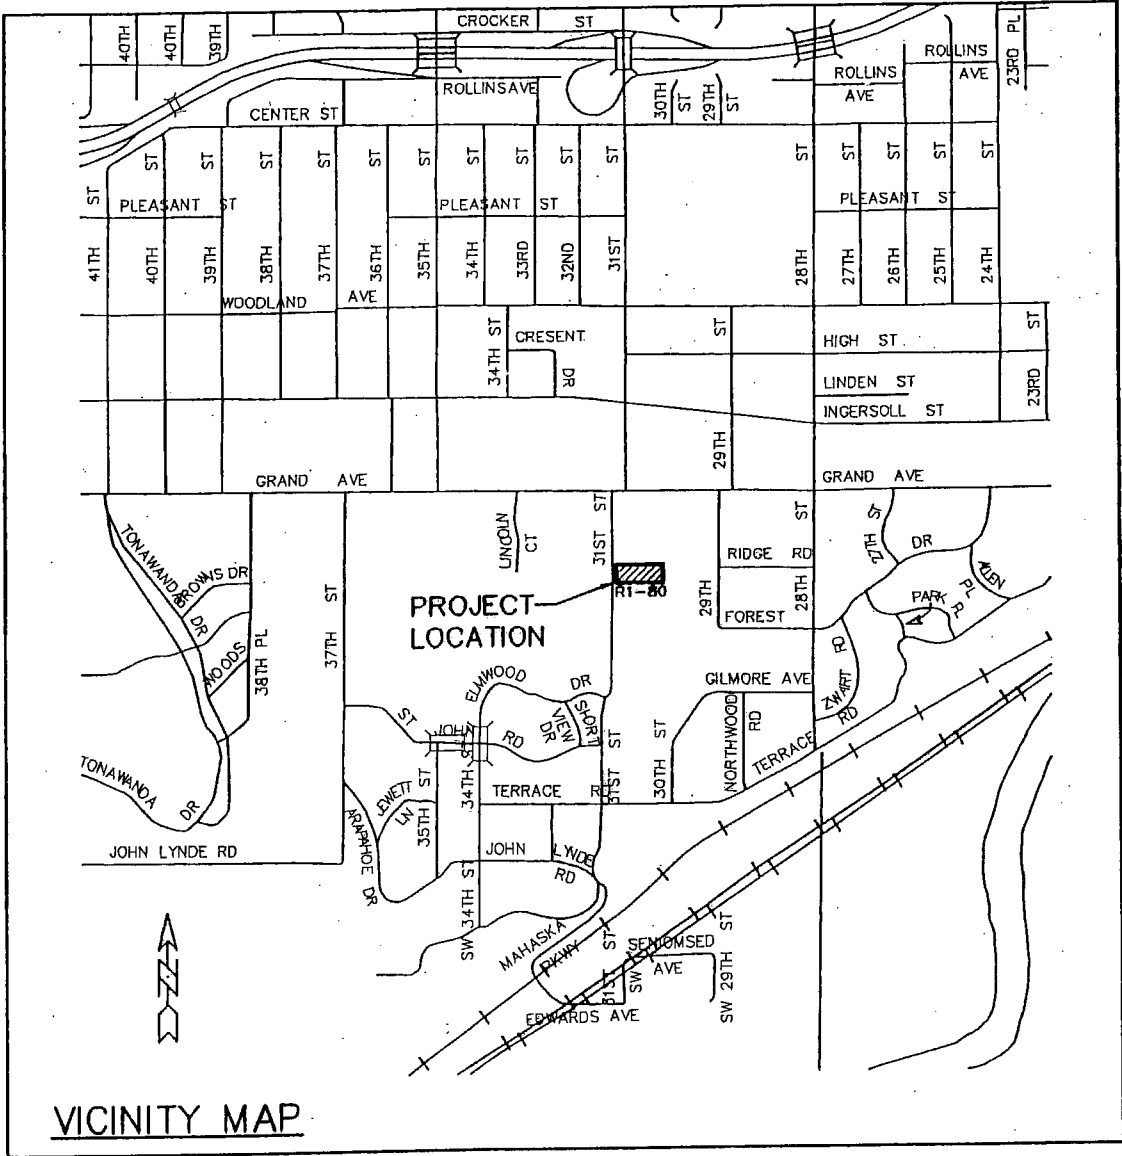 CROCKER ST
40TH
40TH
39TH
23RD PL
ROLLINS AVE
ROLLINS AVE
ROLLINSAVE
30TH ST
29TH ST
CENTER ST
41TH ST
40TH ST
39TH ST
38TH ST
37TH ST
36TH ST
35TH ST
34TH ST
33RD ST
32ND ST
31ST ST
28TH ST
27TH ST
26TH ST
25TH ST
24TH ST
PLEASANT ST
PLEASANT ST
PLEASANT ST
WOODLAND AVE
34TH ST
CRESENT DR
29TH ST
HIGH ST
23RD ST
LINDEN ST
INGERSOLL ST
GRAND AVE
GRAND AVE
TONAWANDA DR
BROWNS DR
WOODS
38TH PL
37TH ST
LINCOLN CT
31ST ST
R1-80
PROJECT
LOCATION
29TH
RIDGE RD
28TH ST
FOREST
27TH ST
DR
PARK PL
PL
ALLEN
ZWART RD
GILMORE AVE
NORTHWOOD RD
30TH ST
TERRACE RD
ELMWOOD DR
VIEW DR
SHORT
ST
JOHNS
RD
31ST ST
34TH
TERRACE RD
TONAWANDA DR
JEWETT LN
35TH ST
ARAPAHOE DR
JOHN LYNDE RD
JOHN LYNDE RD
SW 34TH ST
MAHASKA PKWY
SW 31ST ST
SENIOMSED AVE
SW 29TH ST
EDWARDS AVE
N
VICINITY MAP